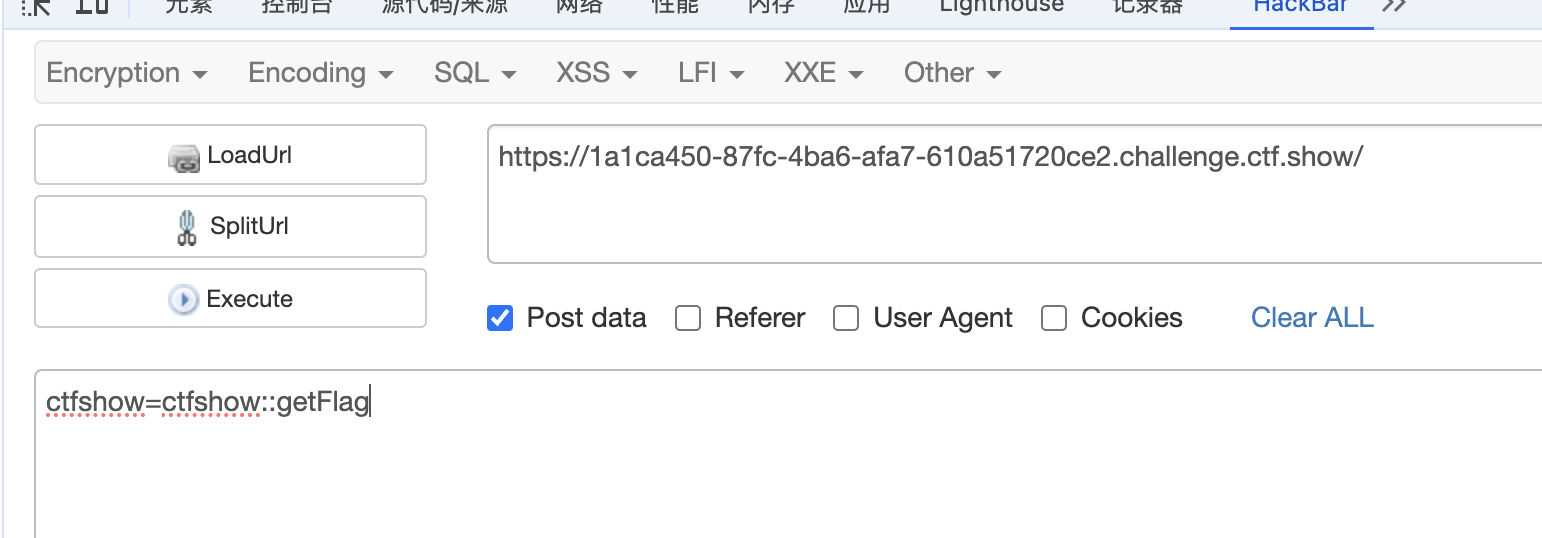 元素 控制台 源代码/来源 网络 性能 内存 应用 Lighthouse 记录器 HackBar
Encryption Encoding SQL XSS LFI XXE Other
LoadUrl
https://1a1ca450-87fc-4ba6-afa7-610a51720ce2.challenge.ctf.show/
SplitUrl
Execute
Post data Referer User Agent Cookies Clear ALL
ctfshow=ctfshow::getFlag